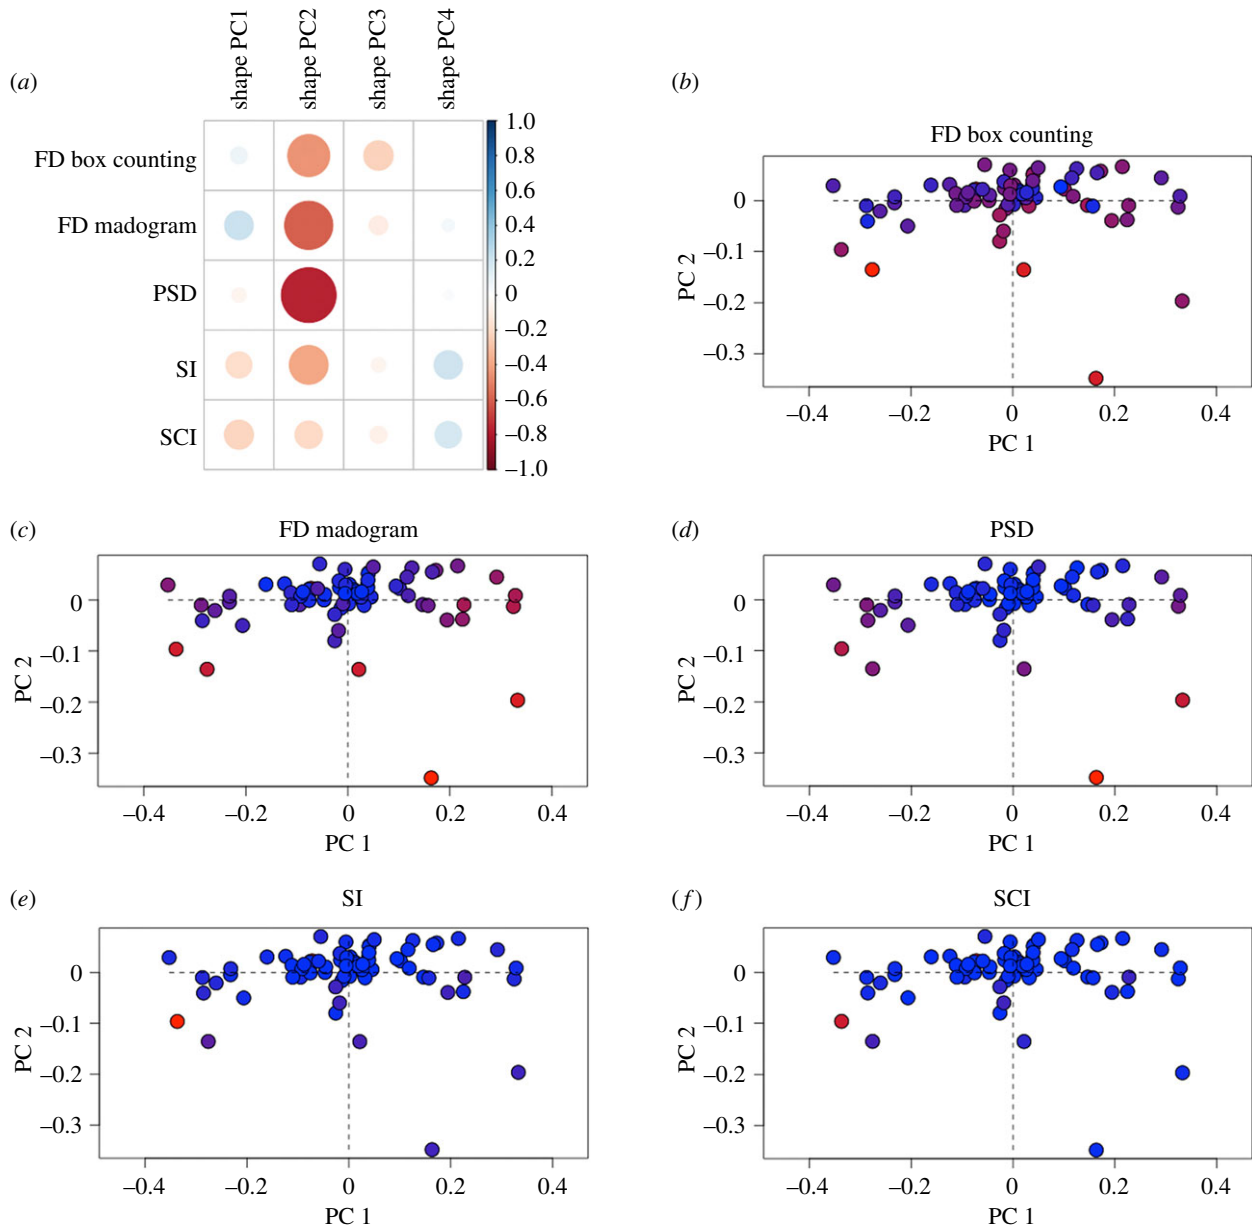 (a)
shape PC1
shape PC2
shape PC3
shape PC4
FD box counting
FD madogram
PSD
SI
SCI
1.0
0.8
0.6
0.4
0.2
0
–0.2
–0.4
–0.6
–0.8
–1.0
(b)
FD box counting
PC 2
0
–0.1
–0.2
–0.3
–0.4 –0.2 0 0.2 0.4
PC 1
(c)
FD madogram
PC 2
0
–0.1
–0.2
–0.3
–0.4 –0.2 0 0.2 0.4
PC 1
(d)
PSD
PC 2
0
–0.1
–0.2
–0.3
–0.4 –0.2 0 0.2 0.4
PC 1
(e)
SI
PC 2
0
–0.1
–0.2
–0.3
–0.4 –0.2 0 0.2 0.4
PC 1
(f)
SCI
PC 2
0
–0.1
–0.2
–0.3
–0.4 –0.2 0 0.2 0.4
PC 1